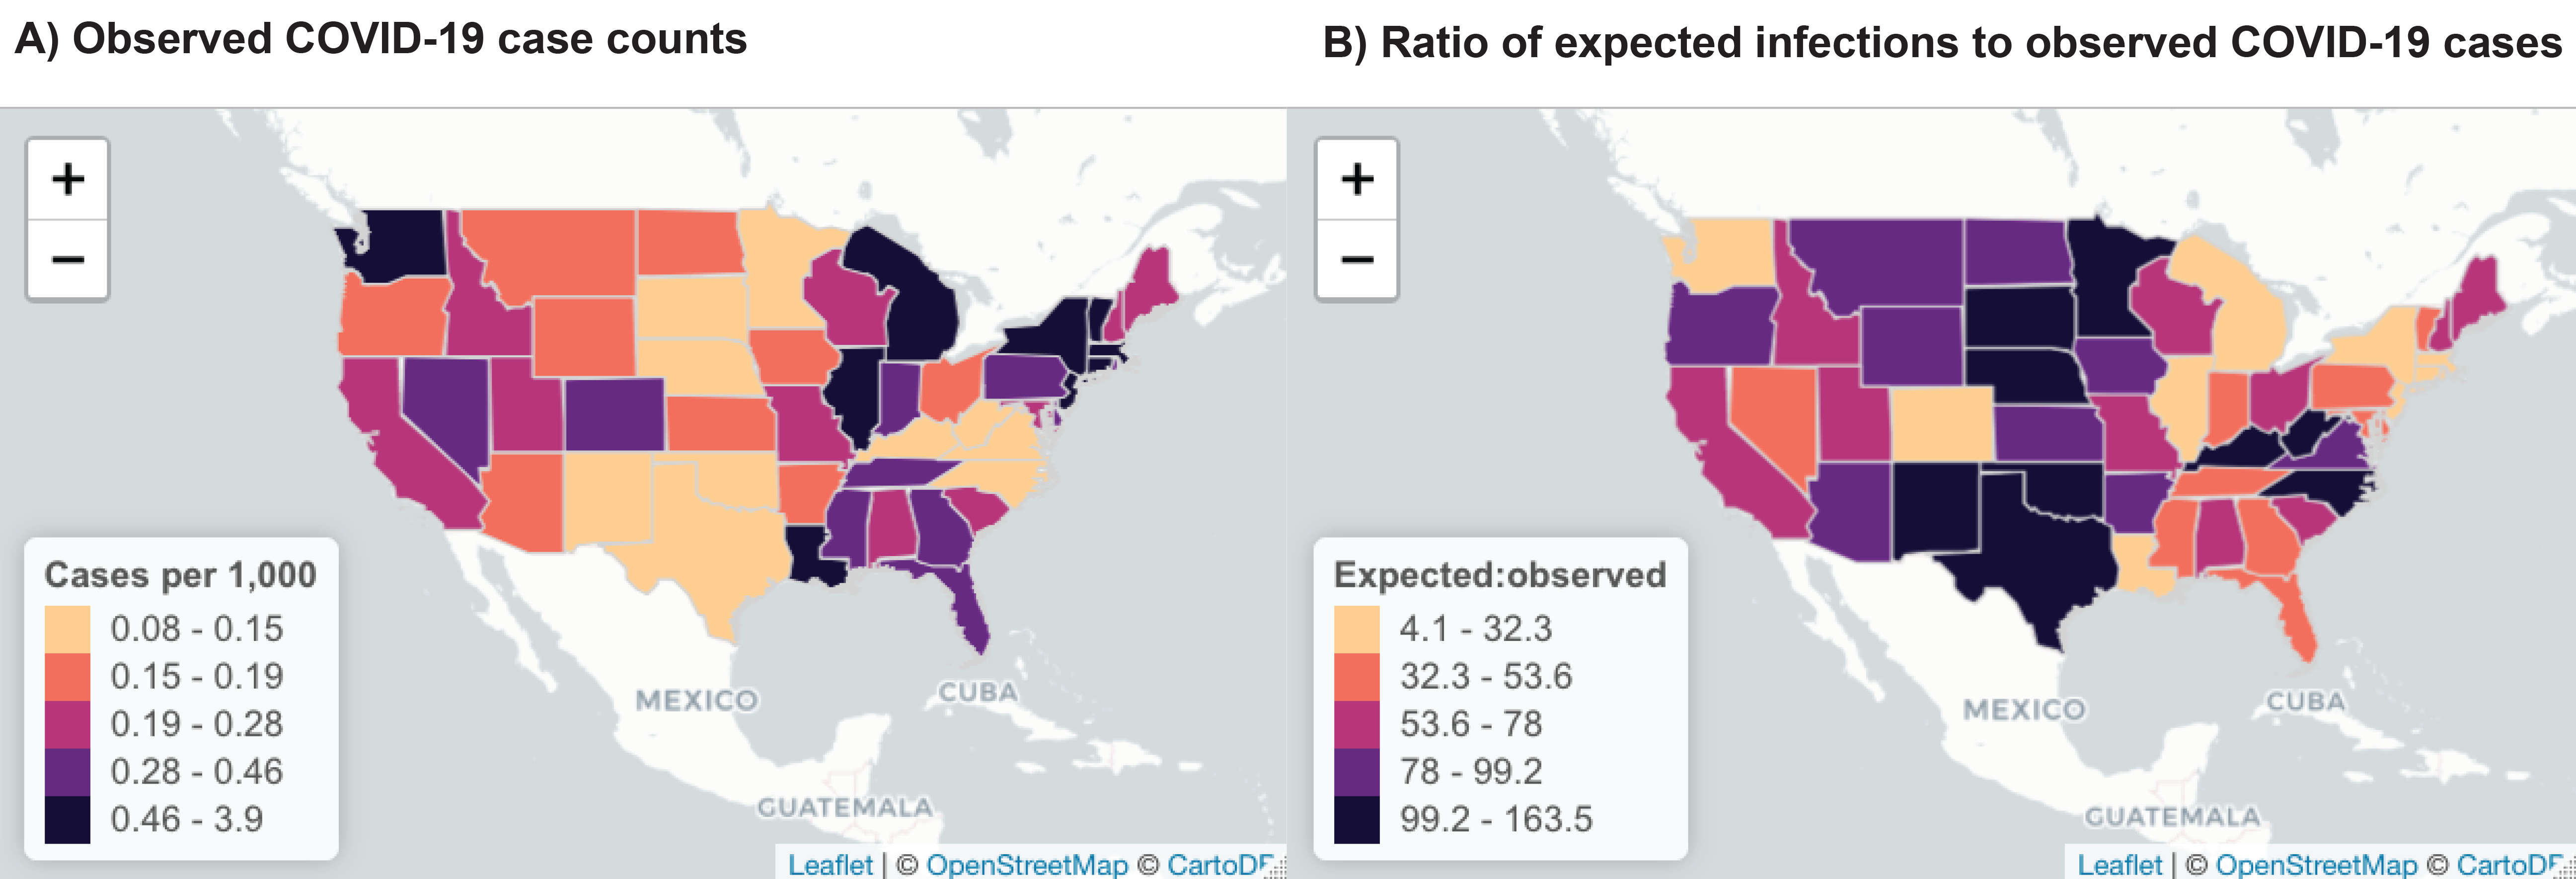 A) Observed COVID-19 case counts
+
−
MEXICO
CUBA
GUATEMALA
Cases per 1,000
0.08 - 0.15
0.15 - 0.19
0.19 - 0.28
0.28 - 0.46
0.46 - 3.9
Leaflet | © OpenStreetMap © CartoD
B) Ratio of expected infections to observed COVID-19 cases
+
−
MEXICO
CUBA
GUATEMALA
Expected:observed
4.1 - 32.3
32.3 - 53.6
53.6 - 78
78 - 99.2
99.2 - 163.5
Leaflet | © OpenStreetMap © CartoD